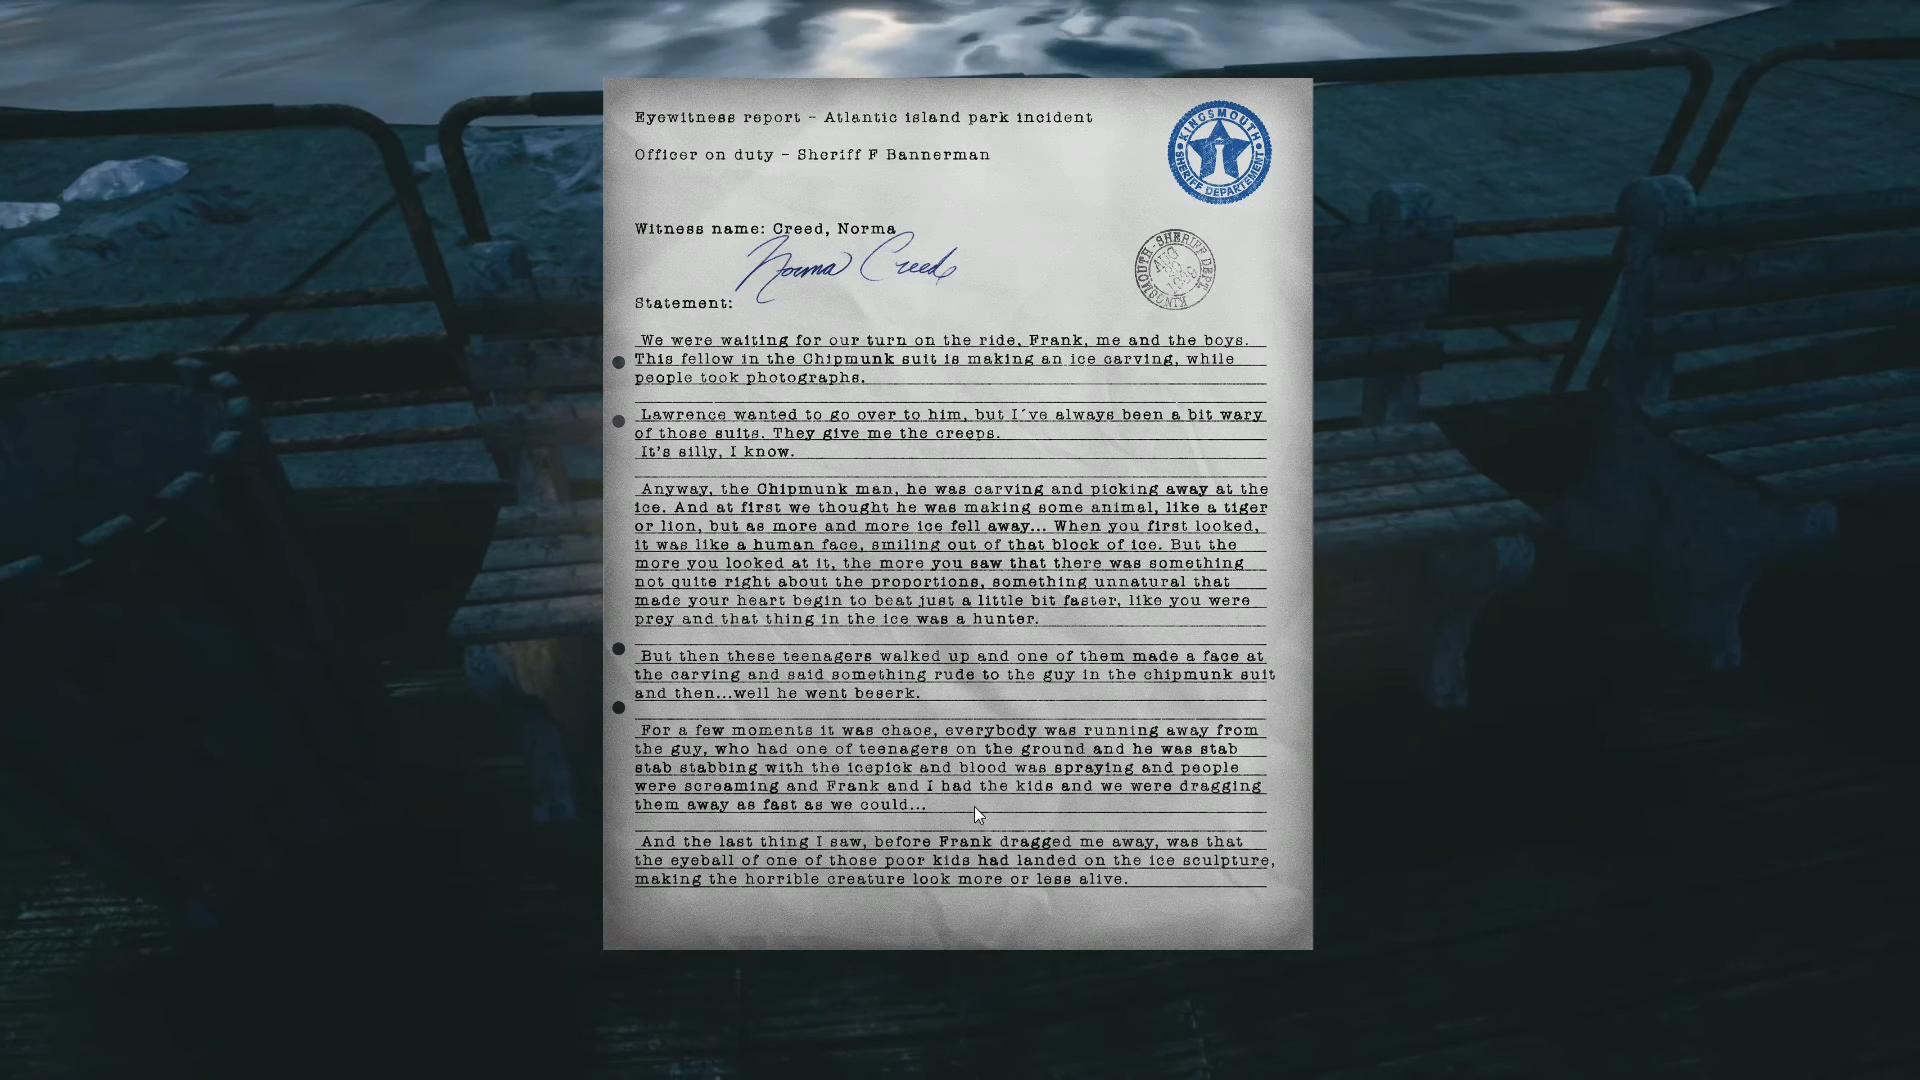 Eyewitness report - Atlantic island park incident
Officer on duty - Sheriff F Bannerman
KINGSMOUTH
SHERIFF DEPARTEMENT
Witness name: Creed, Norma
Norma Creed
KINGSMOUTH - SHERIFF DEPT.
AUG
Statement:
We were waiting for our turn on the ride, Frank, me and the boys.
This fellow in the Chipmunk suit is making an ice carving, while
people took photographs.
Lawrence wanted to go over to him, but I´ve always been a bit wary
of those suits. They give me the creeps.
It's silly, I know.
Anyway, the Chipmunk man, he was carving and picking away at the
ice. And at first we thought he was making some animal, like a tiger
or lion, but as more and more ice fell away... When you first looked,
it was like a human face, smiling out of that block of ice. But the
more you looked at it, the more you saw that there was something
not quite right about the proportions, something unnatural that
made your heart begin to beat just a little bit faster, like you were
prey and that thing in the ice was a hunter.
But then these teenagers walked up and one of them made a face at
the carving and said something rude to the guy in the chipmunk suit
and then...well he went beserk.
For a few moments it was chaos, everybody was running away from
the guy, who had one of teenagers on the ground and he was stab
stab stabbing with the icepick and blood was spraying and people
were screaming and Frank and I had the kids and we were dragging
them away as fast as we could...
And the last thing I saw, before Frank dragged me away, was that
the eyeball of one of those poor kids had landed on the ice sculpture,
making the horrible creature look more or less alive.